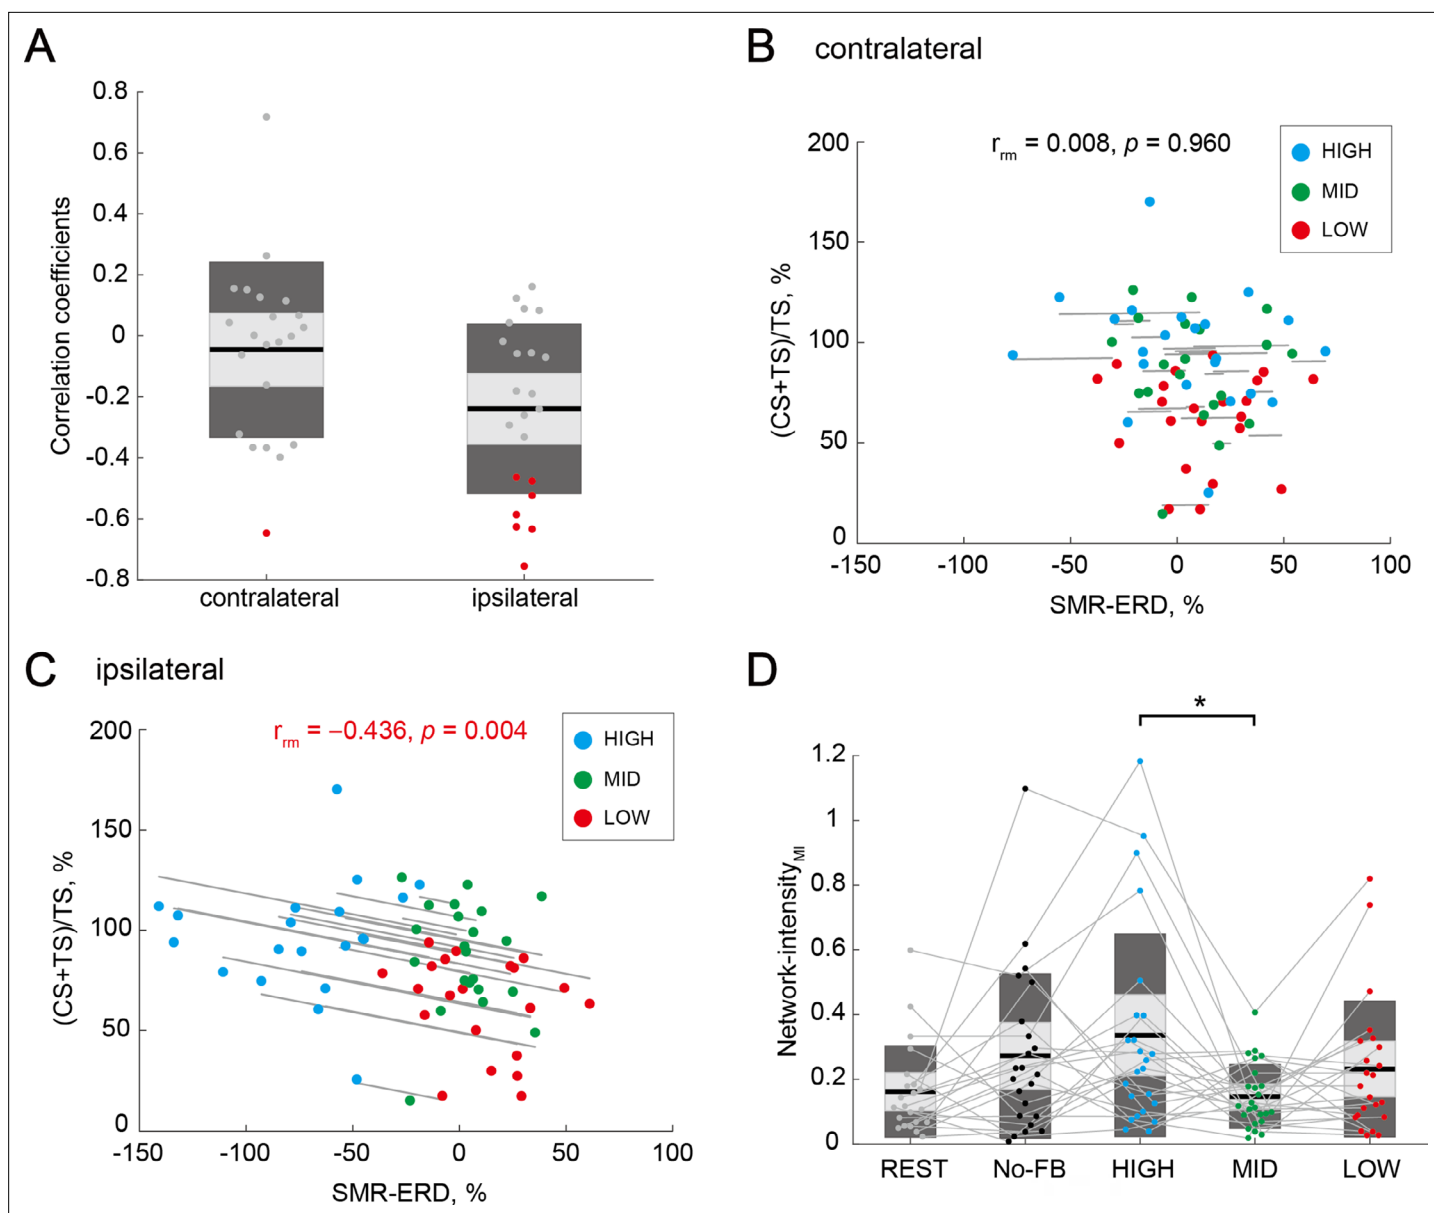 A
0.8
0.6
0.4
0.2
0
-0.2
-0.4
-0.6
-0.8
Correlation coefficients
contralateral
ipsilateral
B contralateral
r_rm = 0.008, p = 0.960
HIGH
MID
LOW
200
150
100
50
0
(CS+TS)/TS, %
-150 -100 -50 0 50 100
SMR-ERD, %
C ipsilateral
r_rm = −0.436, p = 0.004
HIGH
MID
LOW
200
150
100
50
0
(CS+TS)/TS, %
-150 -100 -50 0 50 100
SMR-ERD, %
D
*
1.2
1
0.8
0.6
0.4
0.2
0
Network-intensity_MI
REST No-FB HIGH MID LOW